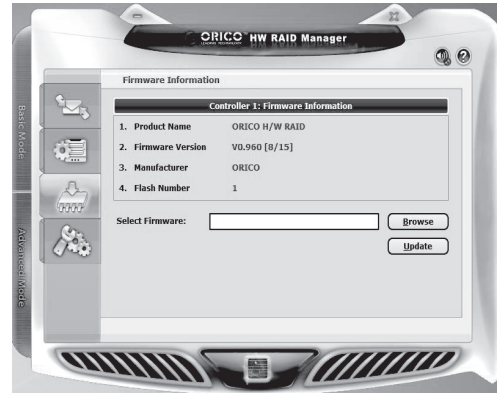 ORICO HW RAID Manager
Firmware Information
Controller 1: Firmware Information
1. Product Name ORICO H/W RAID
2. Firmware Version V0.960 [8/15]
3. Manufacturer ORICO
4. Flash Number 1
Select Firmware: Browse
Update
Basic Mode
Advanced Mode